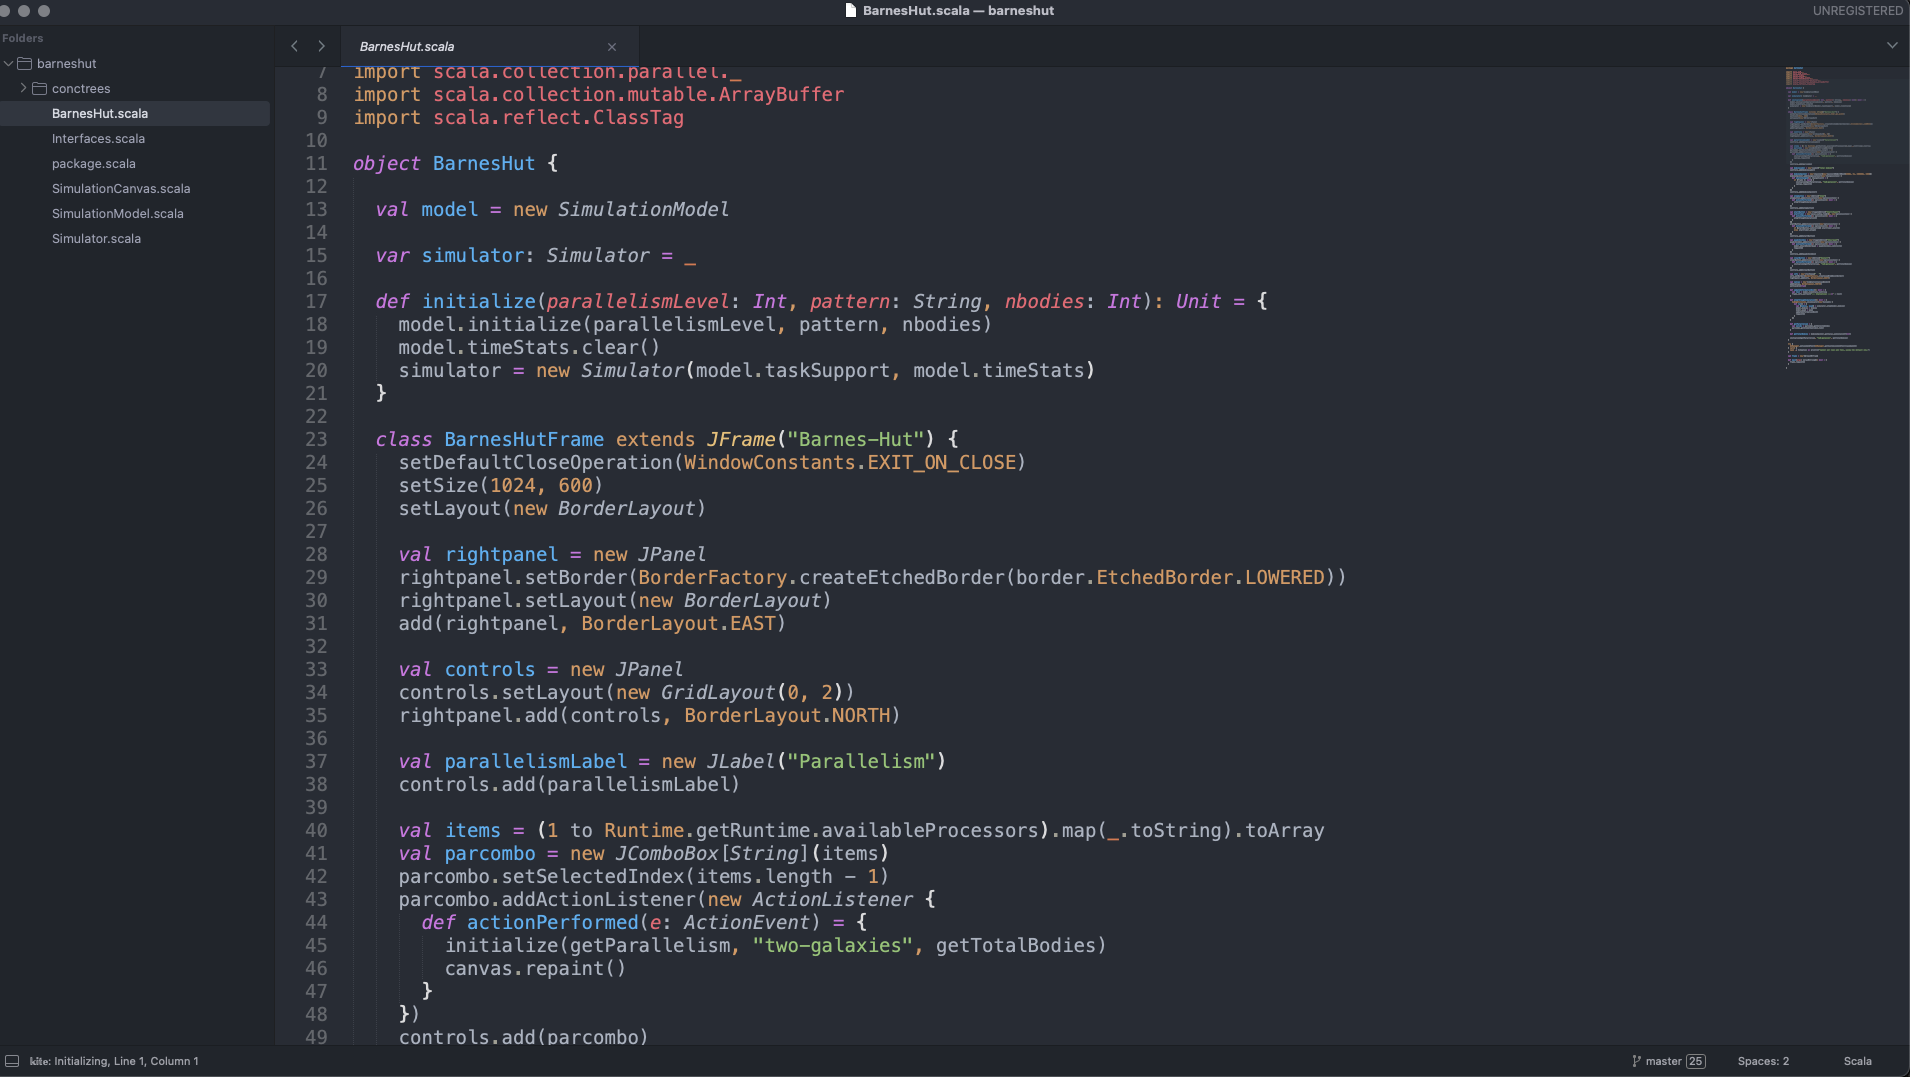 BarnesHut.scala — barneshut
UNREGISTERED
Folders
barneshut
conctrees
BarnesHut.scala
Interfaces.scala
package.scala
SimulationCanvas.scala
SimulationModel.scala
Simulator.scala
BarnesHut.scala
7 import scala.collection.parallel._
8 import scala.collection.mutable.ArrayBuffer
9 import scala.reflect.ClassTag
10
11 object BarnesHut {
12
13   val model = new SimulationModel
14
15   var simulator: Simulator = _
16
17   def initialize(parallelismLevel: Int, pattern: String, nbodies: Int): Unit = {
18     model.initialize(parallelismLevel, pattern, nbodies)
19     model.timeStats.clear()
20     simulator = new Simulator(model.taskSupport, model.timeStats)
21   }
22
23   class BarnesHutFrame extends JFrame("Barnes-Hut") {
24     setDefaultCloseOperation(WindowConstants.EXIT_ON_CLOSE)
25     setSize(1024, 600)
26     setLayout(new BorderLayout)
27
28     val rightpanel = new JPanel
29     rightpanel.setBorder(BorderFactory.createEtchedBorder(border.EtchedBorder.LOWERED))
30     rightpanel.setLayout(new BorderLayout)
31     add(rightpanel, BorderLayout.EAST)
32
33     val controls = new JPanel
34     controls.setLayout(new GridLayout(0, 2))
35     rightpanel.add(controls, BorderLayout.NORTH)
36
37     val parallelismLabel = new JLabel("Parallelism")
38     controls.add(parallelismLabel)
39
40     val items = (1 to Runtime.getRuntime.availableProcessors).map(_.toString).toArray
41     val parcombo = new JComboBox[String](items)
42     parcombo.setSelectedIndex(items.length - 1)
43     parcombo.addActionListener(new ActionListener {
44       def actionPerformed(e: ActionEvent) = {
45         initialize(getParallelism, "two-galaxies", getTotalBodies)
46         canvas.repaint()
47       }
48     })
49     controls.add(parcombo)
kite: Initializing, Line 1, Column 1
master 25
Spaces: 2
Scala